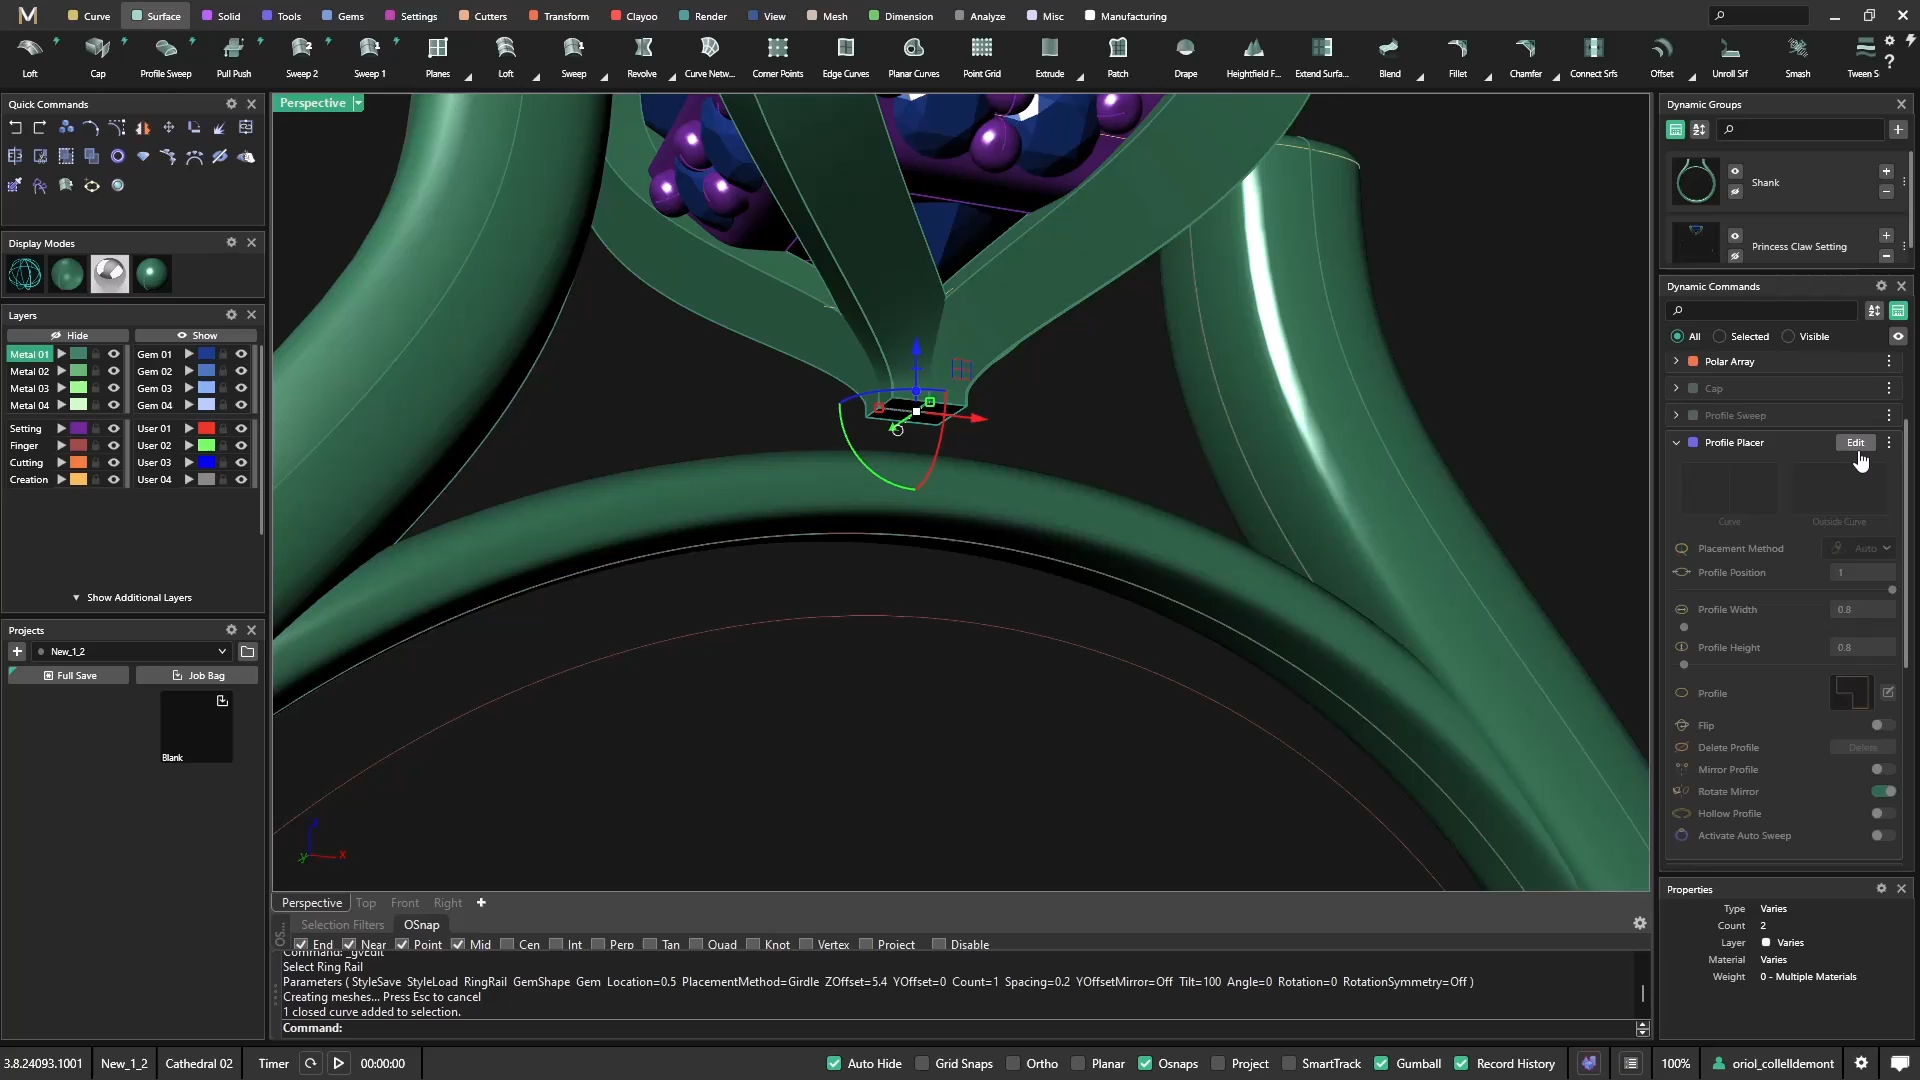 Curve Surface Solid Tools Gems Settings Cutters Transform Clayoo Render View Mesh Dimension Analyze Misc Manufacturing
Loft Cap Profile Sweep Pull Push Sweep 2 Sweep 1 Planes Loft Sweep Revolve Curve Netw... Corner Points Edge Curves Planar Curves Point Grid Extrude Patch Drape Heightfield F... Extend Surfa... Blend Fillet Chamfer Connect Srfs Offset Unroll Srf Smash Tween S
Quick Commands
Display Modes
Layers
Hide Show
Metal 01 Gem 01
Metal 02 Gem 02
Metal 03 Gem 03
Metal 04 Gem 04
Setting User 01
Finger User 02
Cutting User 03
Creation User 04
Show Additional Layers
Projects
New_1_2
Full Save Job Bag
Blank
Perspective
z
y x
Perspective Top Front Right
Selection Filters OSnap
OS...
End Near Point Mid Cen Int Perp Tan Quad Knot Vertex Project Disable
Command: _gvEdit
Select Ring Rail
Parameters ( StyleSave StyleLoad RingRail GemShape Gem Location=0.5 PlacementMethod=Girdle ZOffset=5.4 YOffset=0 Count=1 Spacing=0.2 YOffsetMirror=Off Tilt=100 Angle=0 Rotation=0 RotationSymmetry=Off )
Creating meshes... Press Esc to cancel
1 closed curve added to selection.
Command:
Dynamic Groups
Shank
Princess Claw Setting
Dynamic Commands
All Selected Visible
Polar Array
Cap
Profile Sweep
Profile Placer Edit
Curve Outside Curve
Placement Method Auto
Profile Position 1
Profile Width 0.8
Profile Height 0.8
Profile
Flip
Delete Profile Delete
Mirror Profile
Rotate Mirror
Hollow Profile
Activate Auto Sweep
Properties
Type Varies
Count 2
Layer Varies
Material Varies
Weight 0 - Multiple Materials
3.8.24093.1001 New_1_2 Cathedral 02 Timer 00:00:00 Auto Hide Grid Snaps Ortho Planar Osnaps Project SmartTrack Gumball Record History 100% oriol_collelldemont